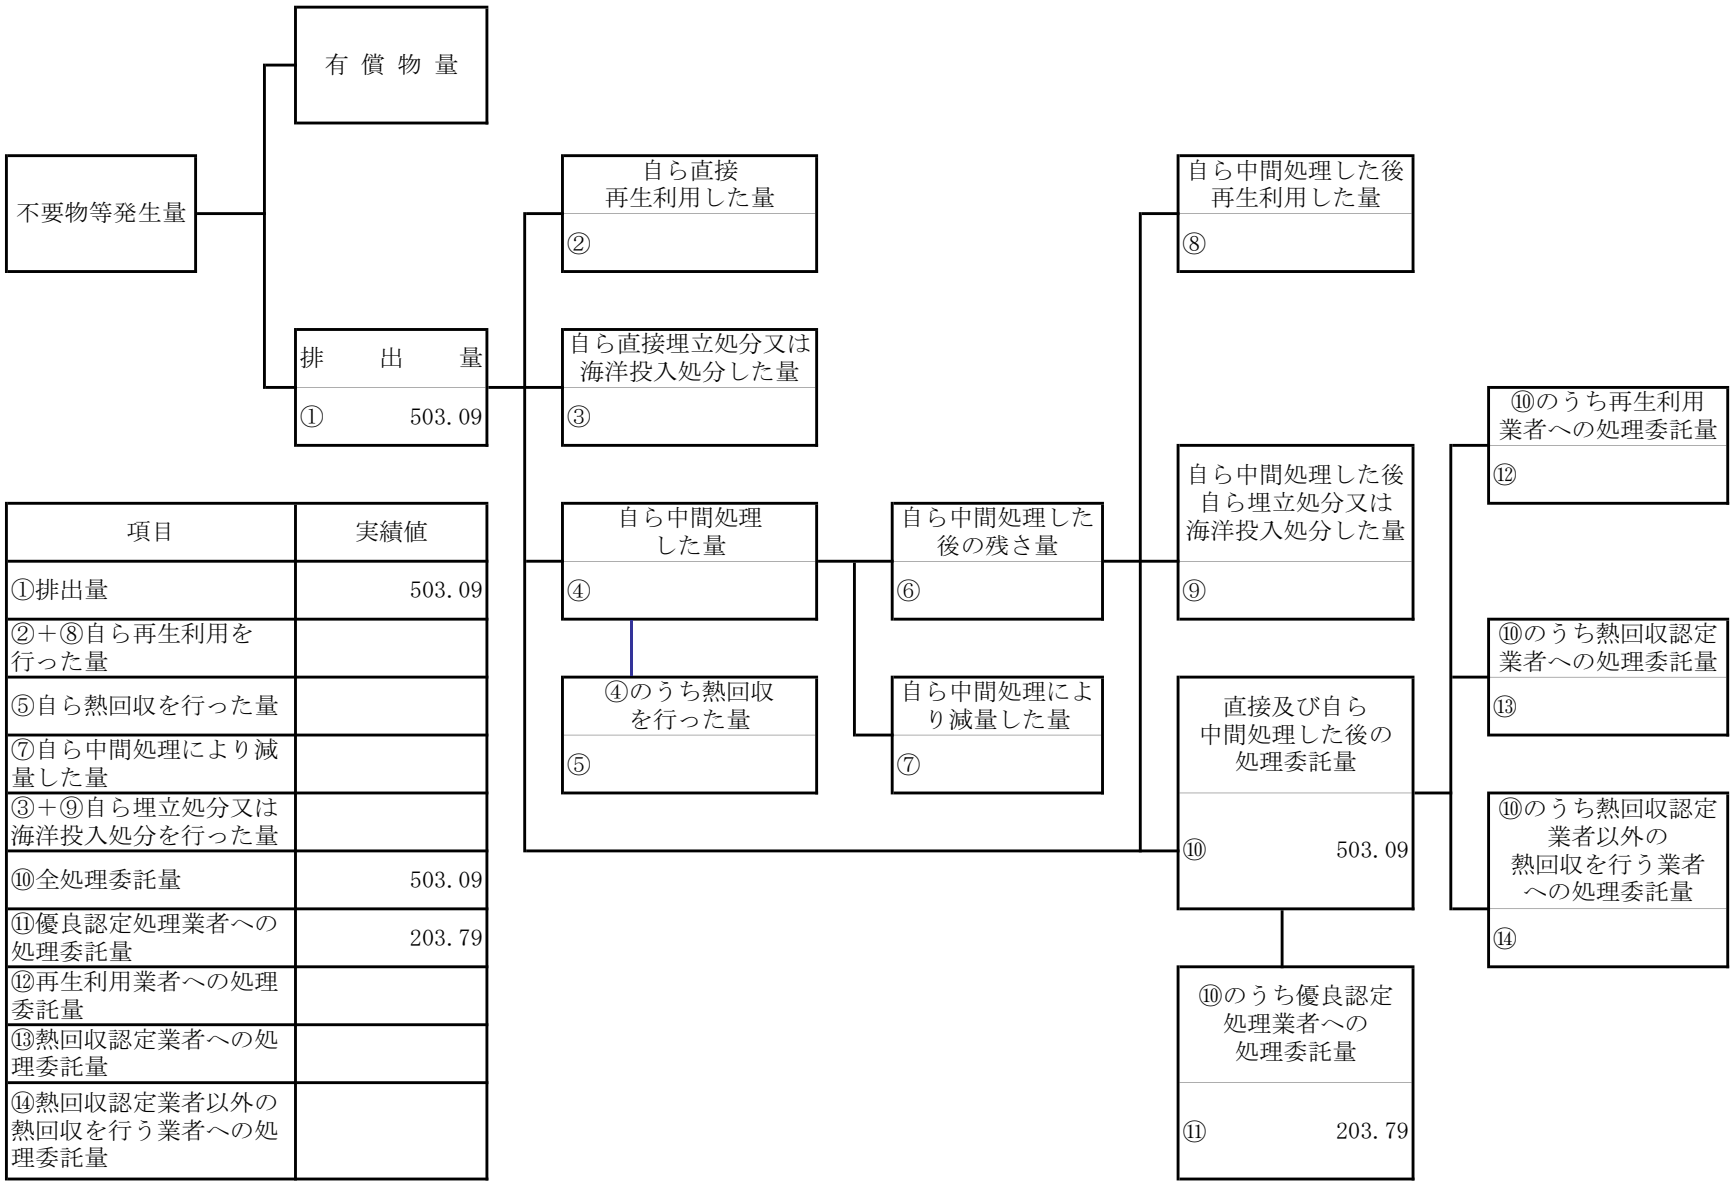 有償物量
不要物等発生量
自ら直接
再生利用した量
②
自ら中間処理した後
再生利用した量
⑧
排出量
① 503.09
自ら直接埋立処分又は
海洋投入処分した量
③
⑩のうち再生利用
業者への処理委託量
⑫
自ら中間処理した後
自ら埋立処分又は
海洋投入処分した量
⑨
自ら中間処理
した量
④
自ら中間処理した
後の残さ量
⑥
⑩のうち熱回収認定
業者への処理委託量
⑬
④のうち熱回収
を行った量
⑤
自ら中間処理によ
り減量した量
⑦
直接及び自ら
中間処理した後の
処理委託量
⑩ 503.09
⑩のうち熱回収認定
業者以外の
熱回収を行う業者
への処理委託量
⑭
⑩のうち優良認定
処理業者への
処理委託量
⑪ 203.79
項目 実績値
①排出量 503.09
②+⑧自ら再生利用を
行った量
⑤自ら熱回収を行った量
⑦自ら中間処理により減
量した量
③+⑨自ら埋立処分又は
海洋投入処分を行った量
⑩全処理委託量 503.09
⑪優良認定処理業者への
処理委託量 203.79
⑫再生利用業者への処理
委託量
⑬熱回収認定業者への処
理委託量
⑭熱回収認定業者以外の
熱回収を行う業者への処
理委託量